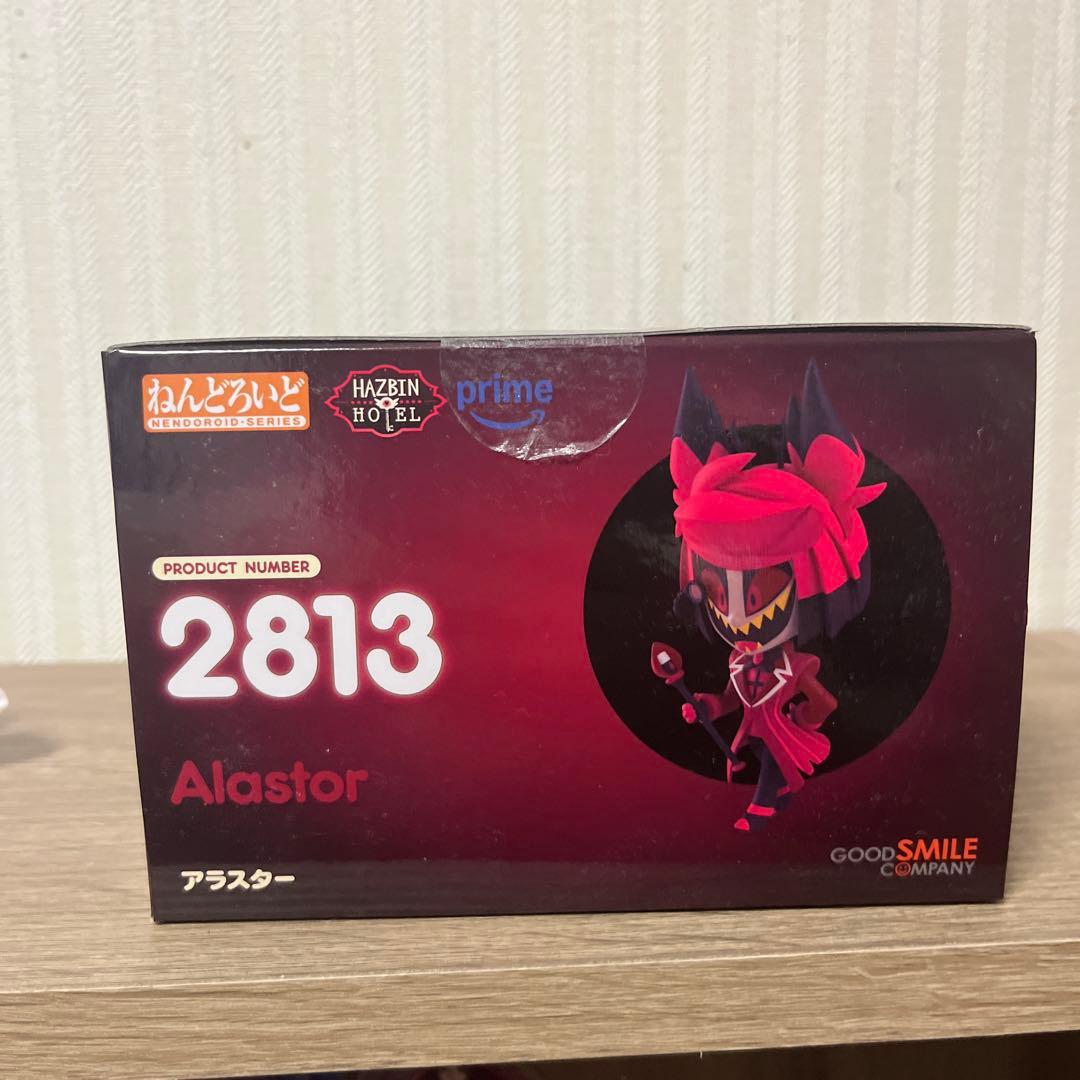 ねんどろいど
NENDOROID・SERIES
HAZBIN
HOTEL
prime
PRODUCT NUMBER
2813
Alastor
アラスター
GOOD SMILE
COMPANY